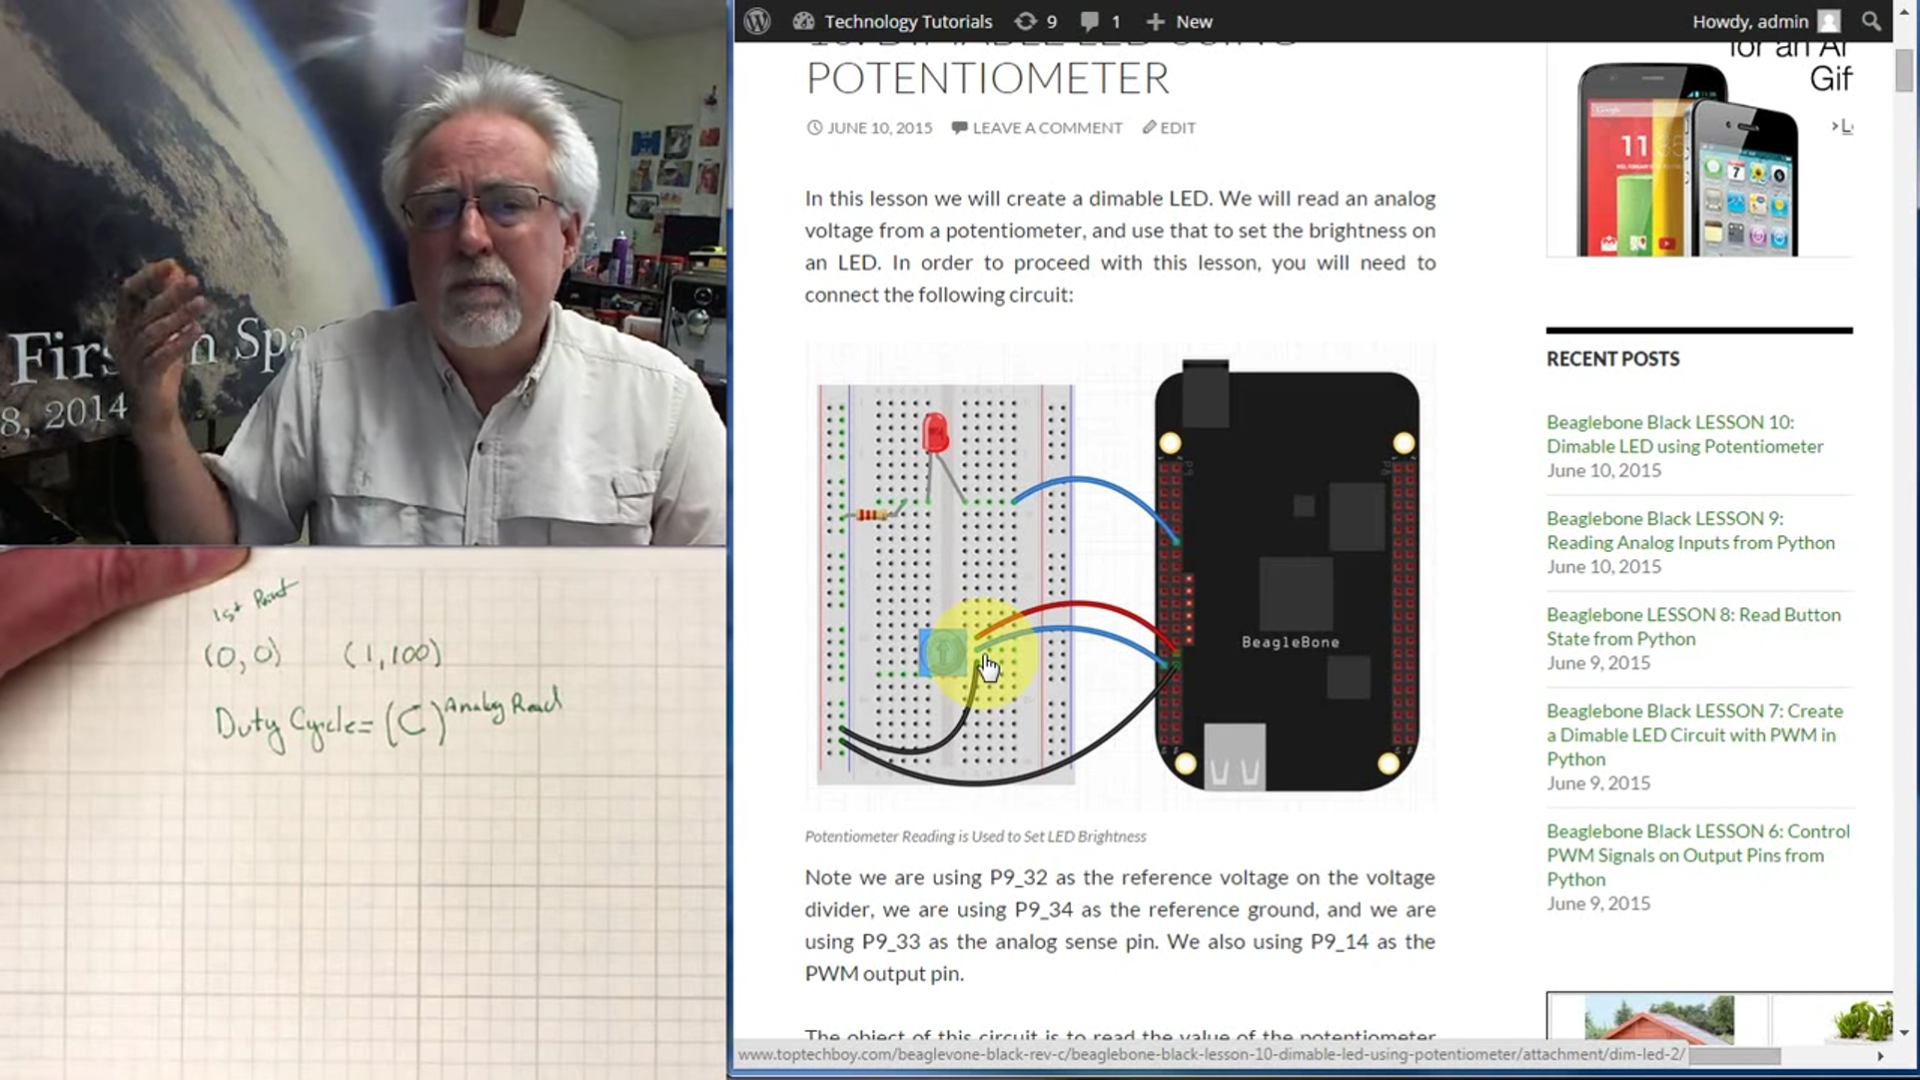 First in Spa
8, 2014
1st Point
(0,0) (1,100)
Duty Cycle = (C)^Analog Read
Technology Tutorials 9 1 + New
Howdy, admin
POTENTIOMETER
JUNE 10, 2015 LEAVE A COMMENT EDIT
In this lesson we will create a dimable LED. We will read an analog
voltage from a potentiometer, and use that to set the brightness on
an LED. In order to proceed with this lesson, you will need to
connect the following circuit:
BeagleBone
Potentiometer Reading is Used to Set LED Brightness
Note we are using P9_32 as the reference voltage on the voltage
divider, we are using P9_34 as the reference ground, and we are
using P9_33 as the analog sense pin. We also using P9_14 as the
PWM output pin.
The object of this circuit is to read the value of the potentiometer
for an Ar
Gif
RECENT POSTS
Beaglebone Black LESSON 10:
Dimable LED using Potentiometer
June 10, 2015
Beaglebone Black LESSON 9:
Reading Analog Inputs from Python
June 10, 2015
Beaglebone LESSON 8: Read Button
State from Python
June 9, 2015
Beaglebone Black LESSON 7: Create
a Dimable LED Circuit with PWM in
Python
June 9, 2015
Beaglebone Black LESSON 6: Control
PWM Signals on Output Pins from
Python
June 9, 2015
www.toptechboy.com/beaglevone-black-rev-c/beaglebone-black-lesson-10-dimable-led-using-potentiometer/attachment/dim-led-2/